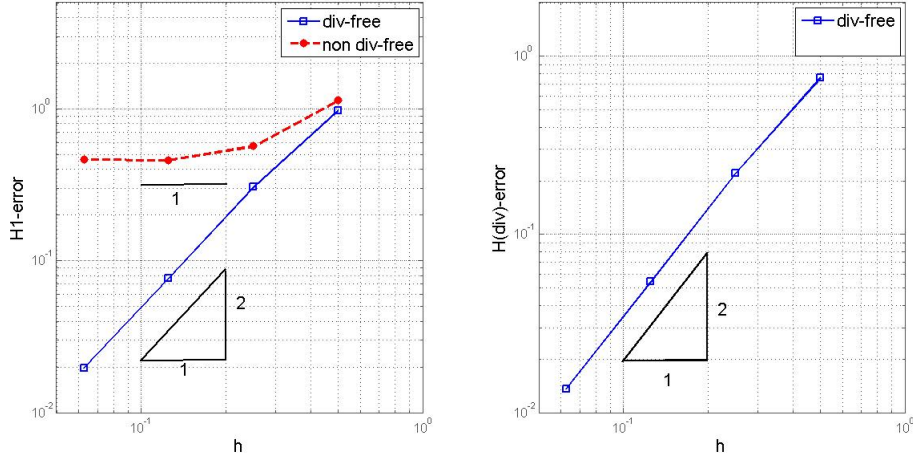 div-free
non div-free
10^0
10^-1
10^-2
H1-error
1
2
1
10^-1
10^0
h
div-free
10^0
10^-1
10^-2
H(div)-error
2
1
10^-1
10^0
h